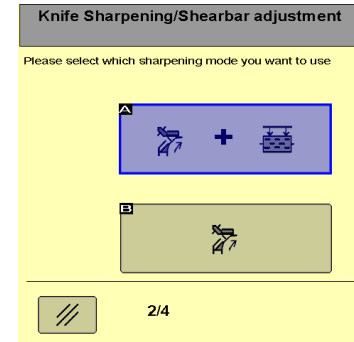 Knife Sharpening/Shearbar adjustment
Please select which sharpening mode you want to use
A
+
B
2/4